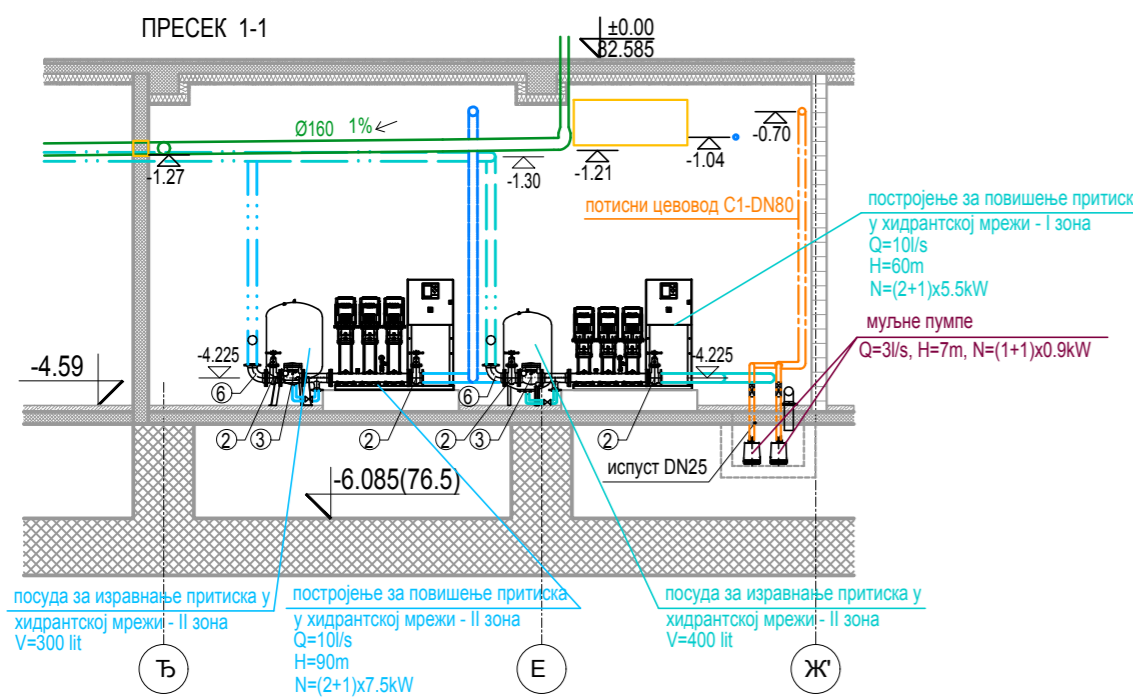 ПРЕСЕК 1-1
±0.00
82.585
Ø160 1%
-1.27
-1.30
-1.21
-1.04
-0.70
потисни цевовод C1-DN80
постројење за повишење притиск
у хидрантској мрежи - I зона
Q=10l/s
H=60m
N=(2+1)x5.5kW
муљне пумпе
Q=3l/s, H=7m, N=(1+1)x0.9kW
-4.59
-4.225
-4.225
6
6
2
3
2
2
3
2
испуст DN25
-6.085(76.5)
посуда за изравнање притиска у
хидрантској мрежи - II зона
V=300 lit
постројење за повишење притиска
у хидрантској мрежи - II зона
Q=10l/s
H=90m
N=(2+1)x7.5kW
посуда за изравнање притиска у
хидрантској мрежи - II зона
V=400 lit
Ђ
Е
Ж'